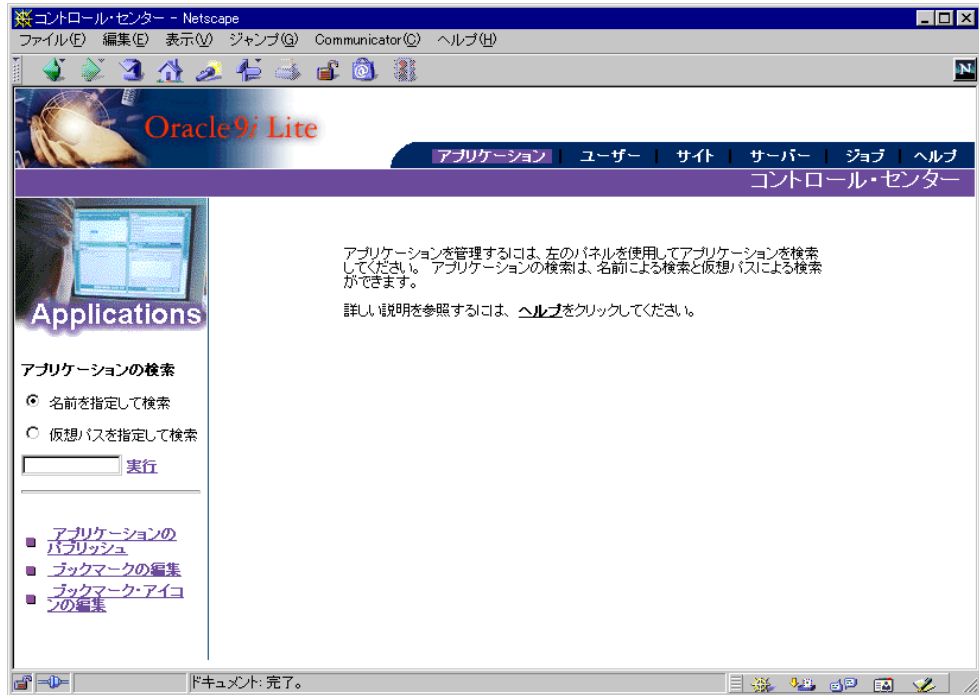 コントロール・センター - Netscape
ファイル(F) 編集(E) 表示(V) ジャンプ(G) Communicator(C) ヘルプ(H)
N
Oracle9i Lite
アプリケーション ユーザー サイト サーバー ジョブ ヘルプ
コントロール・センター
Applications
アプリケーションの検索
名前を指定して検索
仮想パスを指定して検索
実行
アプリケーションの
パブリッシュ
ブックマークの編集
ブックマーク・アイコ
ンの編集
アプリケーションを管理するには、左のパネルを使用してアプリケーションを検索
してください。 アプリケーションの検索は、名前による検索と仮想パスによる検索
ができます。
詳しい説明を参照するには、 ヘルプをクリックしてください。
ドキュメント: 完了。